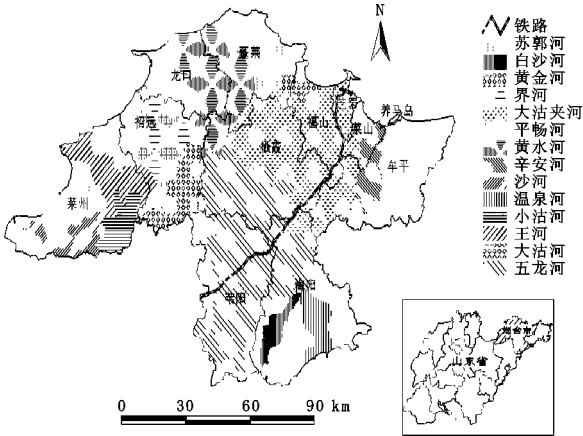 N
铁路
苏郭河
白沙河
黄金河
界河
大沽夹河
平畅河
黄水河
辛安河
沙河
温泉河
小沽河
王河
大沽河
五龙河
蓬莱
龙口
招远
福山
芝罘
莱山
养马岛
牟平
栖霞
莱州
莱阳
海阳
烟台市
山东省
0 30 60 90 km